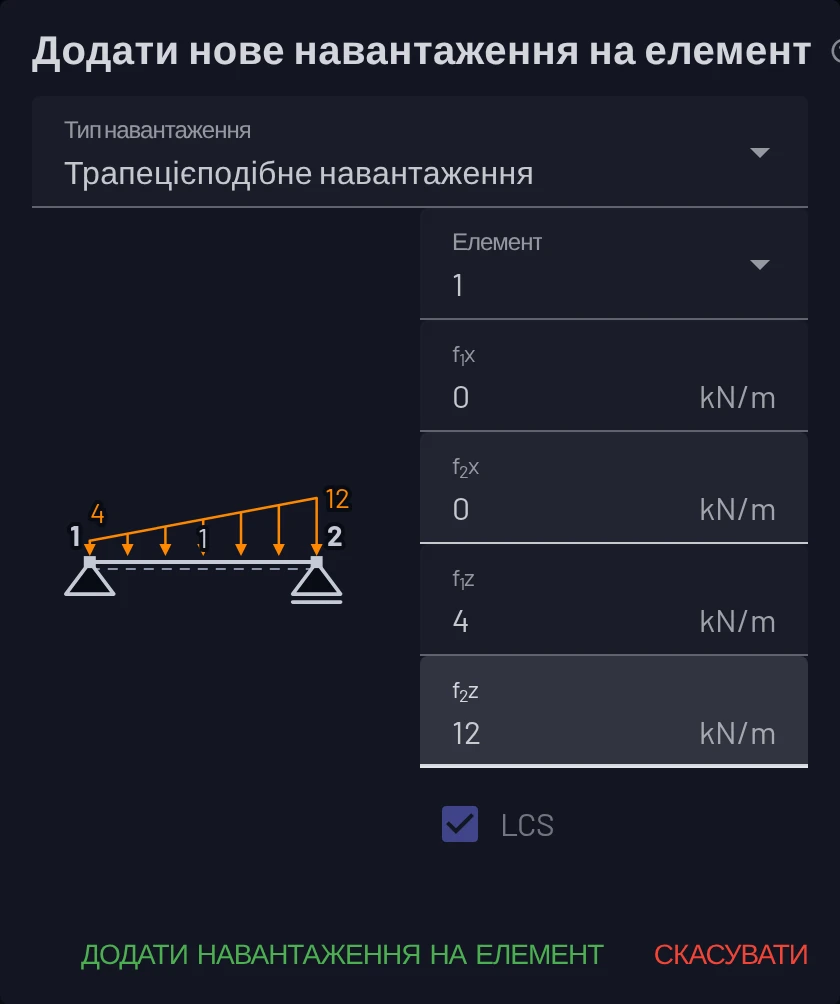 Додати нове навантаження на елемент
Тип навантаження
Трапецієподібне навантаження
Елемент
1
f1x
0 kN/m
f2x
0 kN/m
4
12
1
1
2
f1z
4 kN/m
f2z
12 kN/m
LCS
ДОДАТИ НАВАНТАЖЕННЯ НА ЕЛЕМЕНТ
СКАСУВАТИ